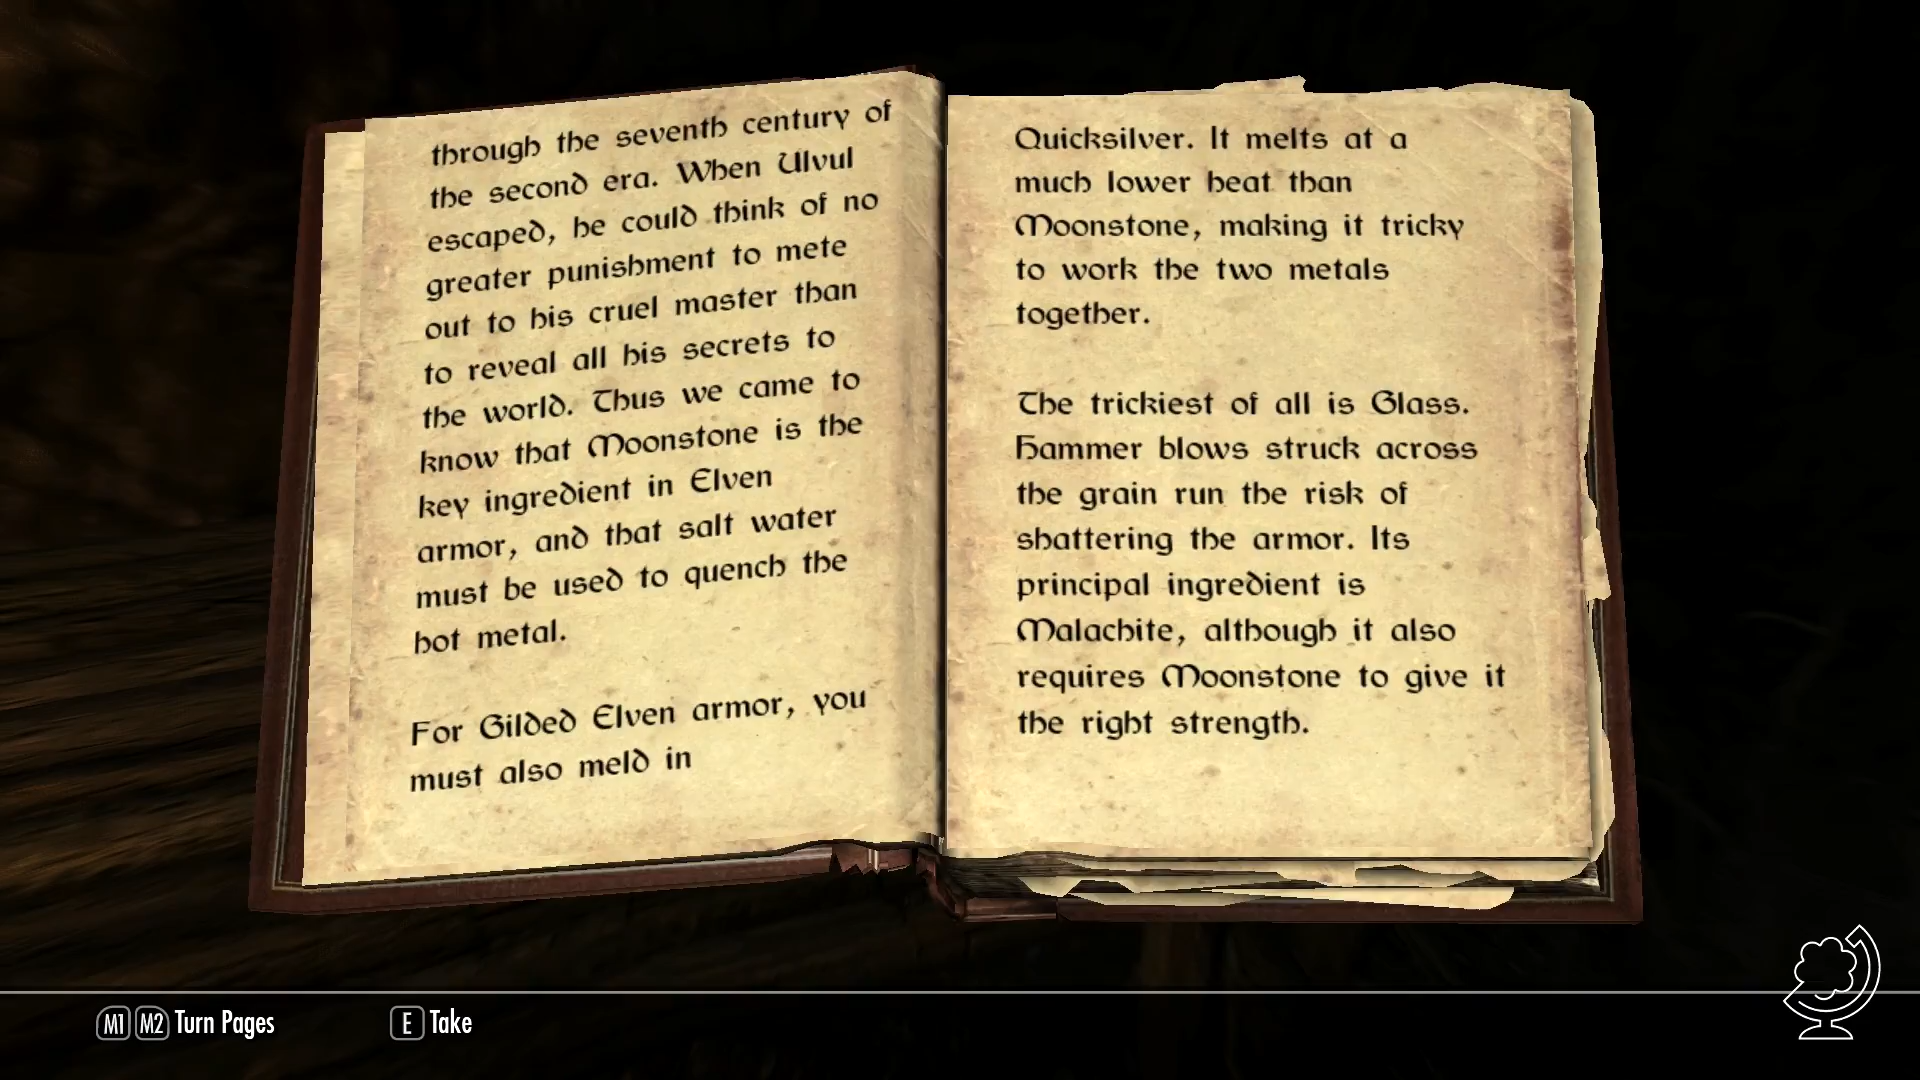 through the seventh century of
the second era. When Ulvul
escaped, he could think of no
greater punishment to mete
out to his cruel master than
to reveal all his secrets to
the world. Thus we came to
know that Moonstone is the
key ingredient in Elven
armor, and that salt water
must be used to quench the
hot metal.
For Gilded Elven armor, you
must also meld in
Quicksilver. It melts at a
much lower heat than
Moonstone, making it tricky
to work the two metals
together.
The trickiest of all is Glass.
Hammer blows struck across
the grain run the risk of
shattering the armor. Its
principal ingredient is
Malachite, although it also
requires Moonstone to give it
the right strength.
M1 M2 Turn Pages
E Take